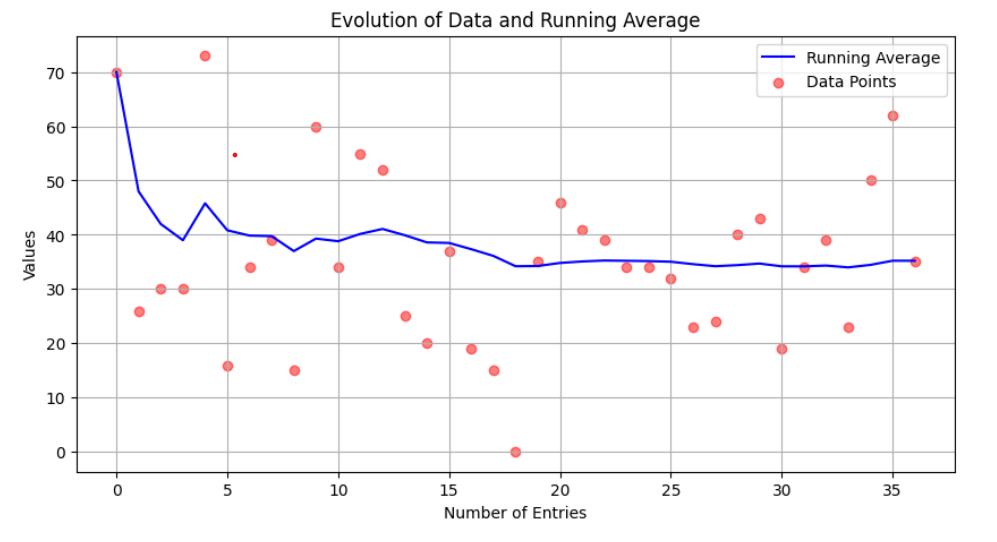 Evolution of Data and Running Average
Running Average
Data Points
Values
70
60
50
40
30
20
10
0
0 5 10 15 20 25 30 35
Number of Entries